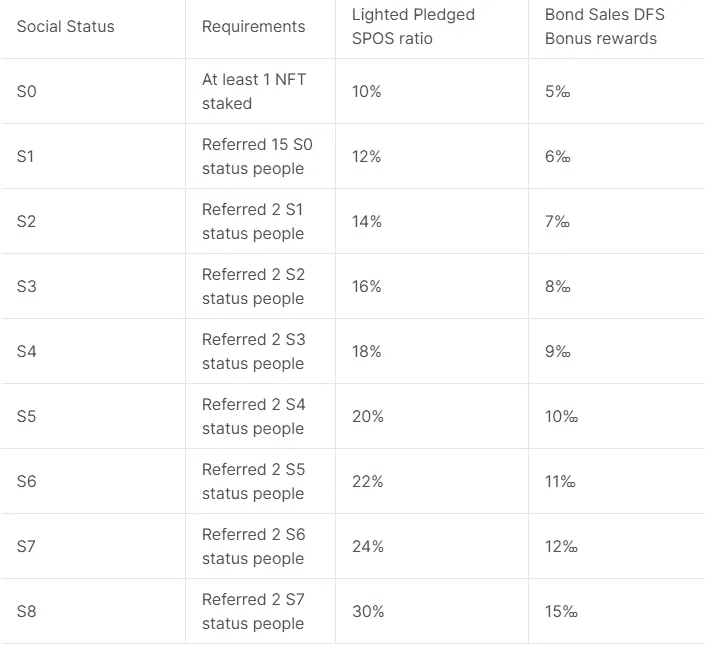 Social Status
Requirements
Lighted Pledged
SPOS ratio
Bond Sales DFS
Bonus rewards
S0
At least 1 NFT
staked
10%
5‰
S1
Referred 15 S0
status people
12%
6‰
S2
Referred 2 S1
status people
14%
7‰
S3
Referred 2 S2
status people
16%
8‰
S4
Referred 2 S3
status people
18%
9‰
S5
Referred 2 S4
status people
20%
10‰
S6
Referred 2 S5
status people
22%
11‰
S7
Referred 2 S6
status people
24%
12‰
S8
Referred 2 S7
status people
30%
15‰